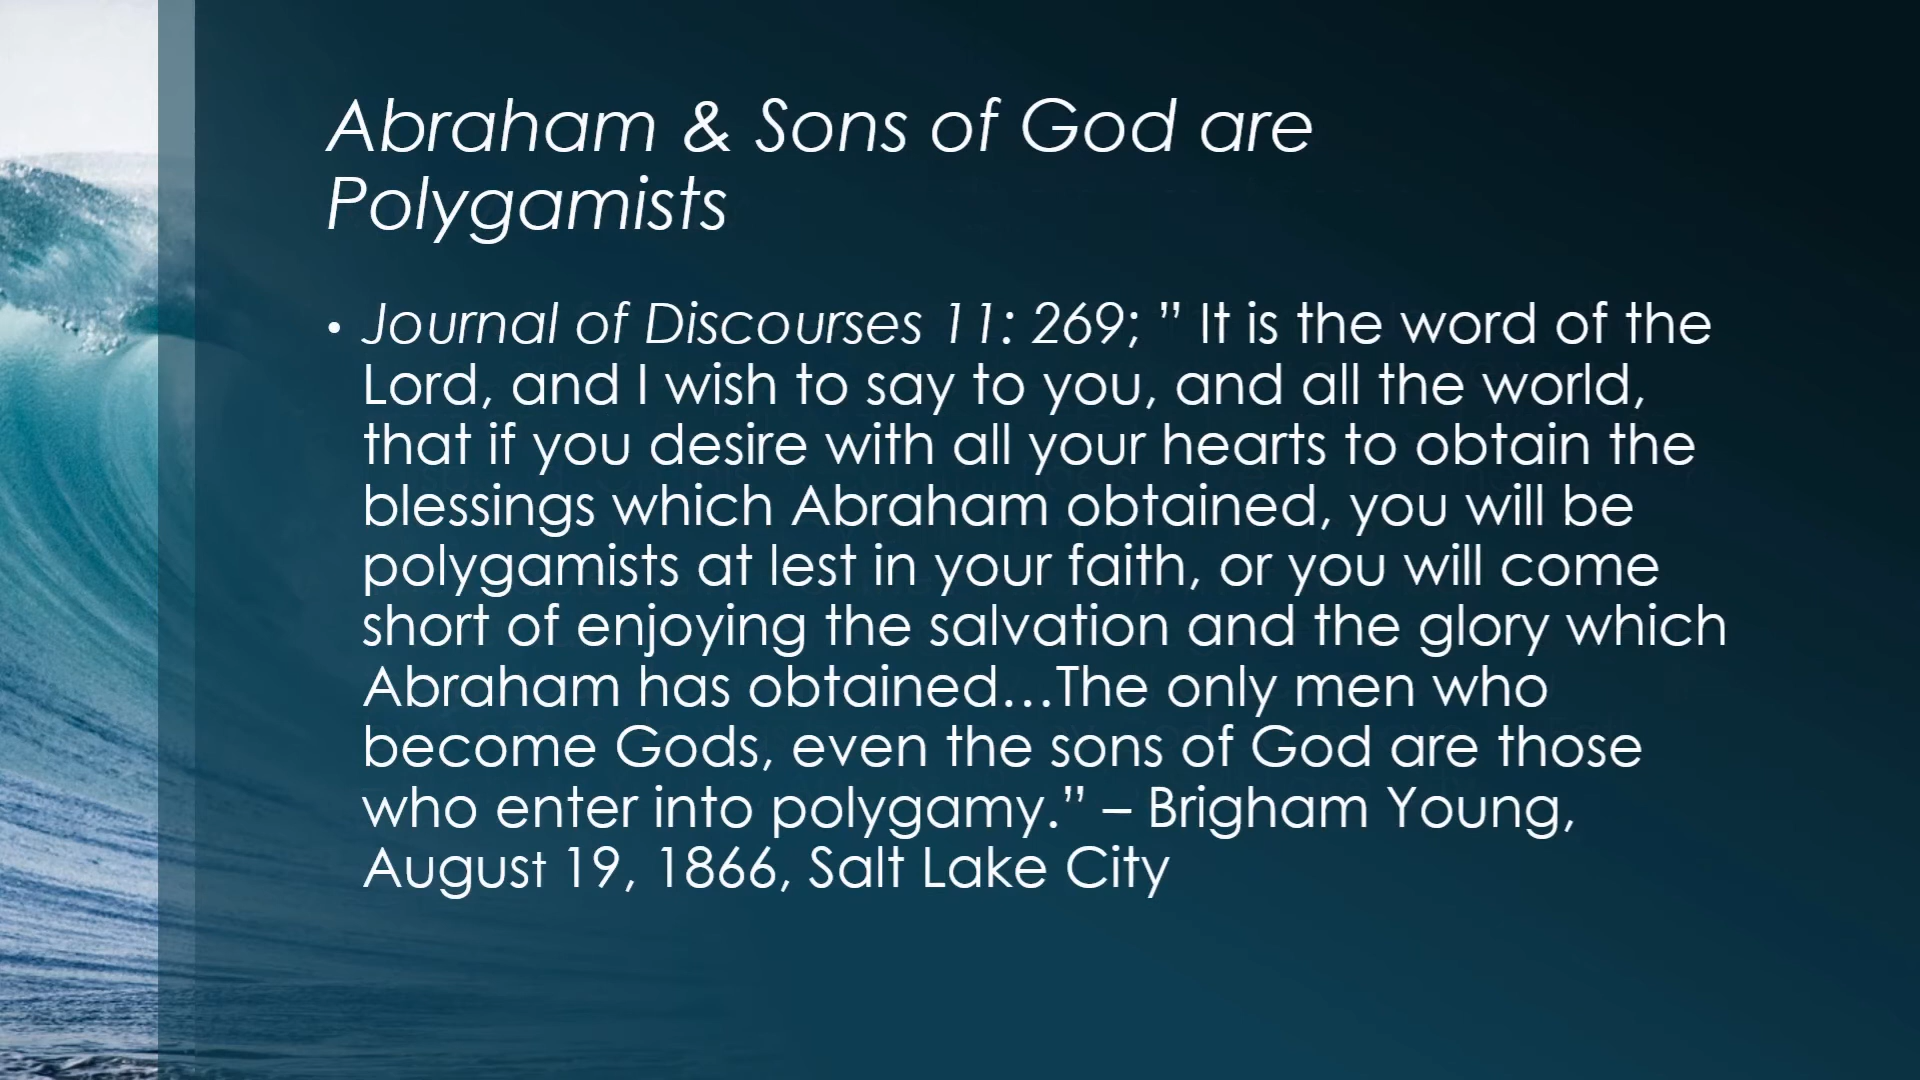 Abraham & Sons of God are
Polygamists
• Journal of Discourses 11: 269; ” It is the word of the
Lord, and I wish to say to you, and all the world,
that if you desire with all your hearts to obtain the
blessings which Abraham obtained, you will be
polygamists at lest in your faith, or you will come
short of enjoying the salvation and the glory which
Abraham has obtained…The only men who
become Gods, even the sons of God are those
who enter into polygamy.” – Brigham Young,
August 19, 1866, Salt Lake City